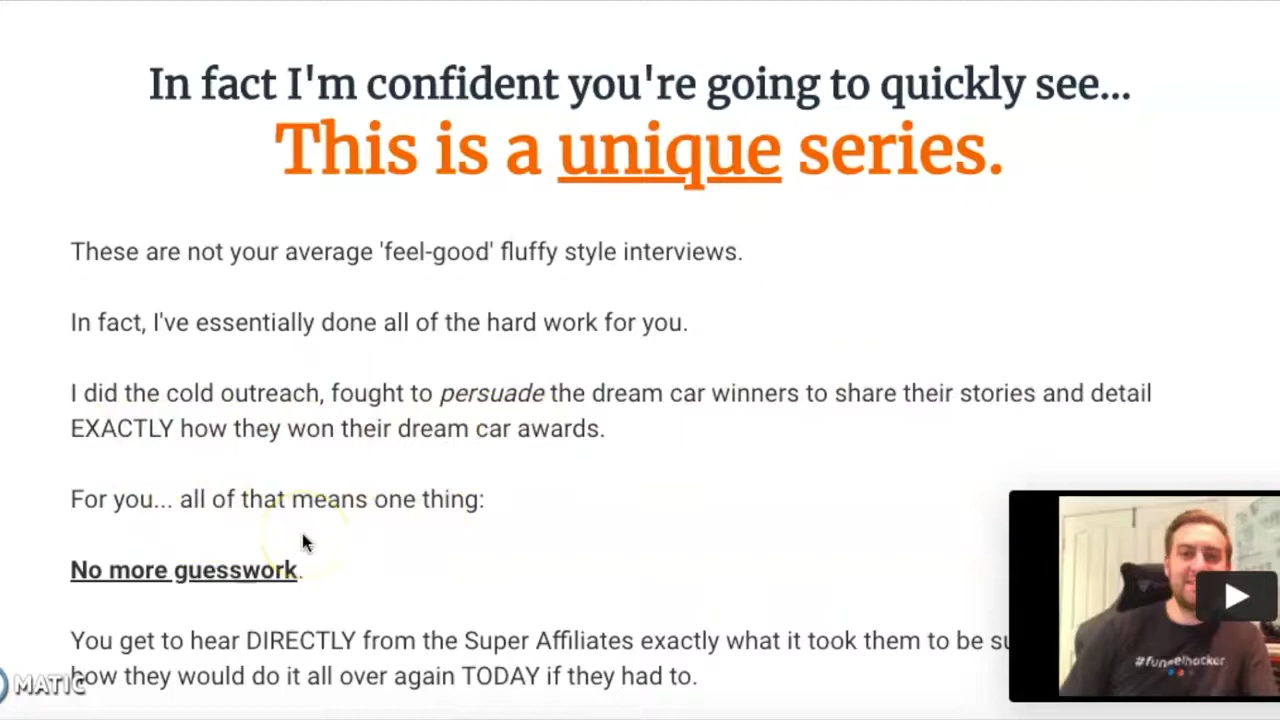 In fact I'm confident you're going to quickly see...
This is a unique series.
These are not your average 'feel-good' fluffy style interviews.
In fact, I've essentially done all of the hard work for you.
I did the cold outreach, fought to persuade the dream car winners to share their stories and detail
EXACTLY how they won their dream car awards.
For you... all of that means one thing:
No more guesswork.
You get to hear DIRECTLY from the Super Affiliates exactly what it took them to be
how they would do it all over again TODAY if they had to.
MATIC
#funnelhacker